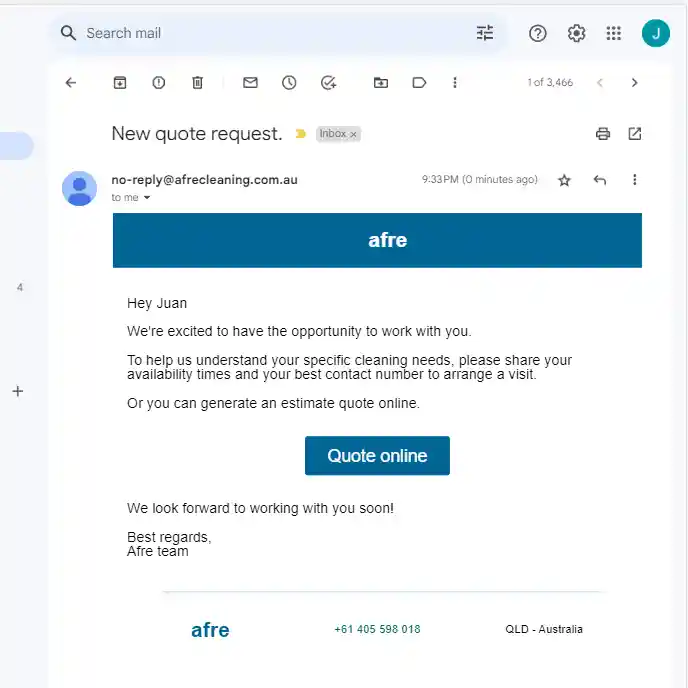 Search mail
J
1 of 3,466
New quote request.
Inbox x
no-reply@afrecleaning.com.au
9:33 PM (0 minutes ago)
to me
afre
4
Hey Juan
We're excited to have the opportunity to work with you.
To help us understand your specific cleaning needs, please share your
availability times and your best contact number to arrange a visit.
Or you can generate an estimate quote online.
Quote online
We look forward to working with you soon!
Best regards,
Afre team
afre
+61 405 598 018
QLD - Australia